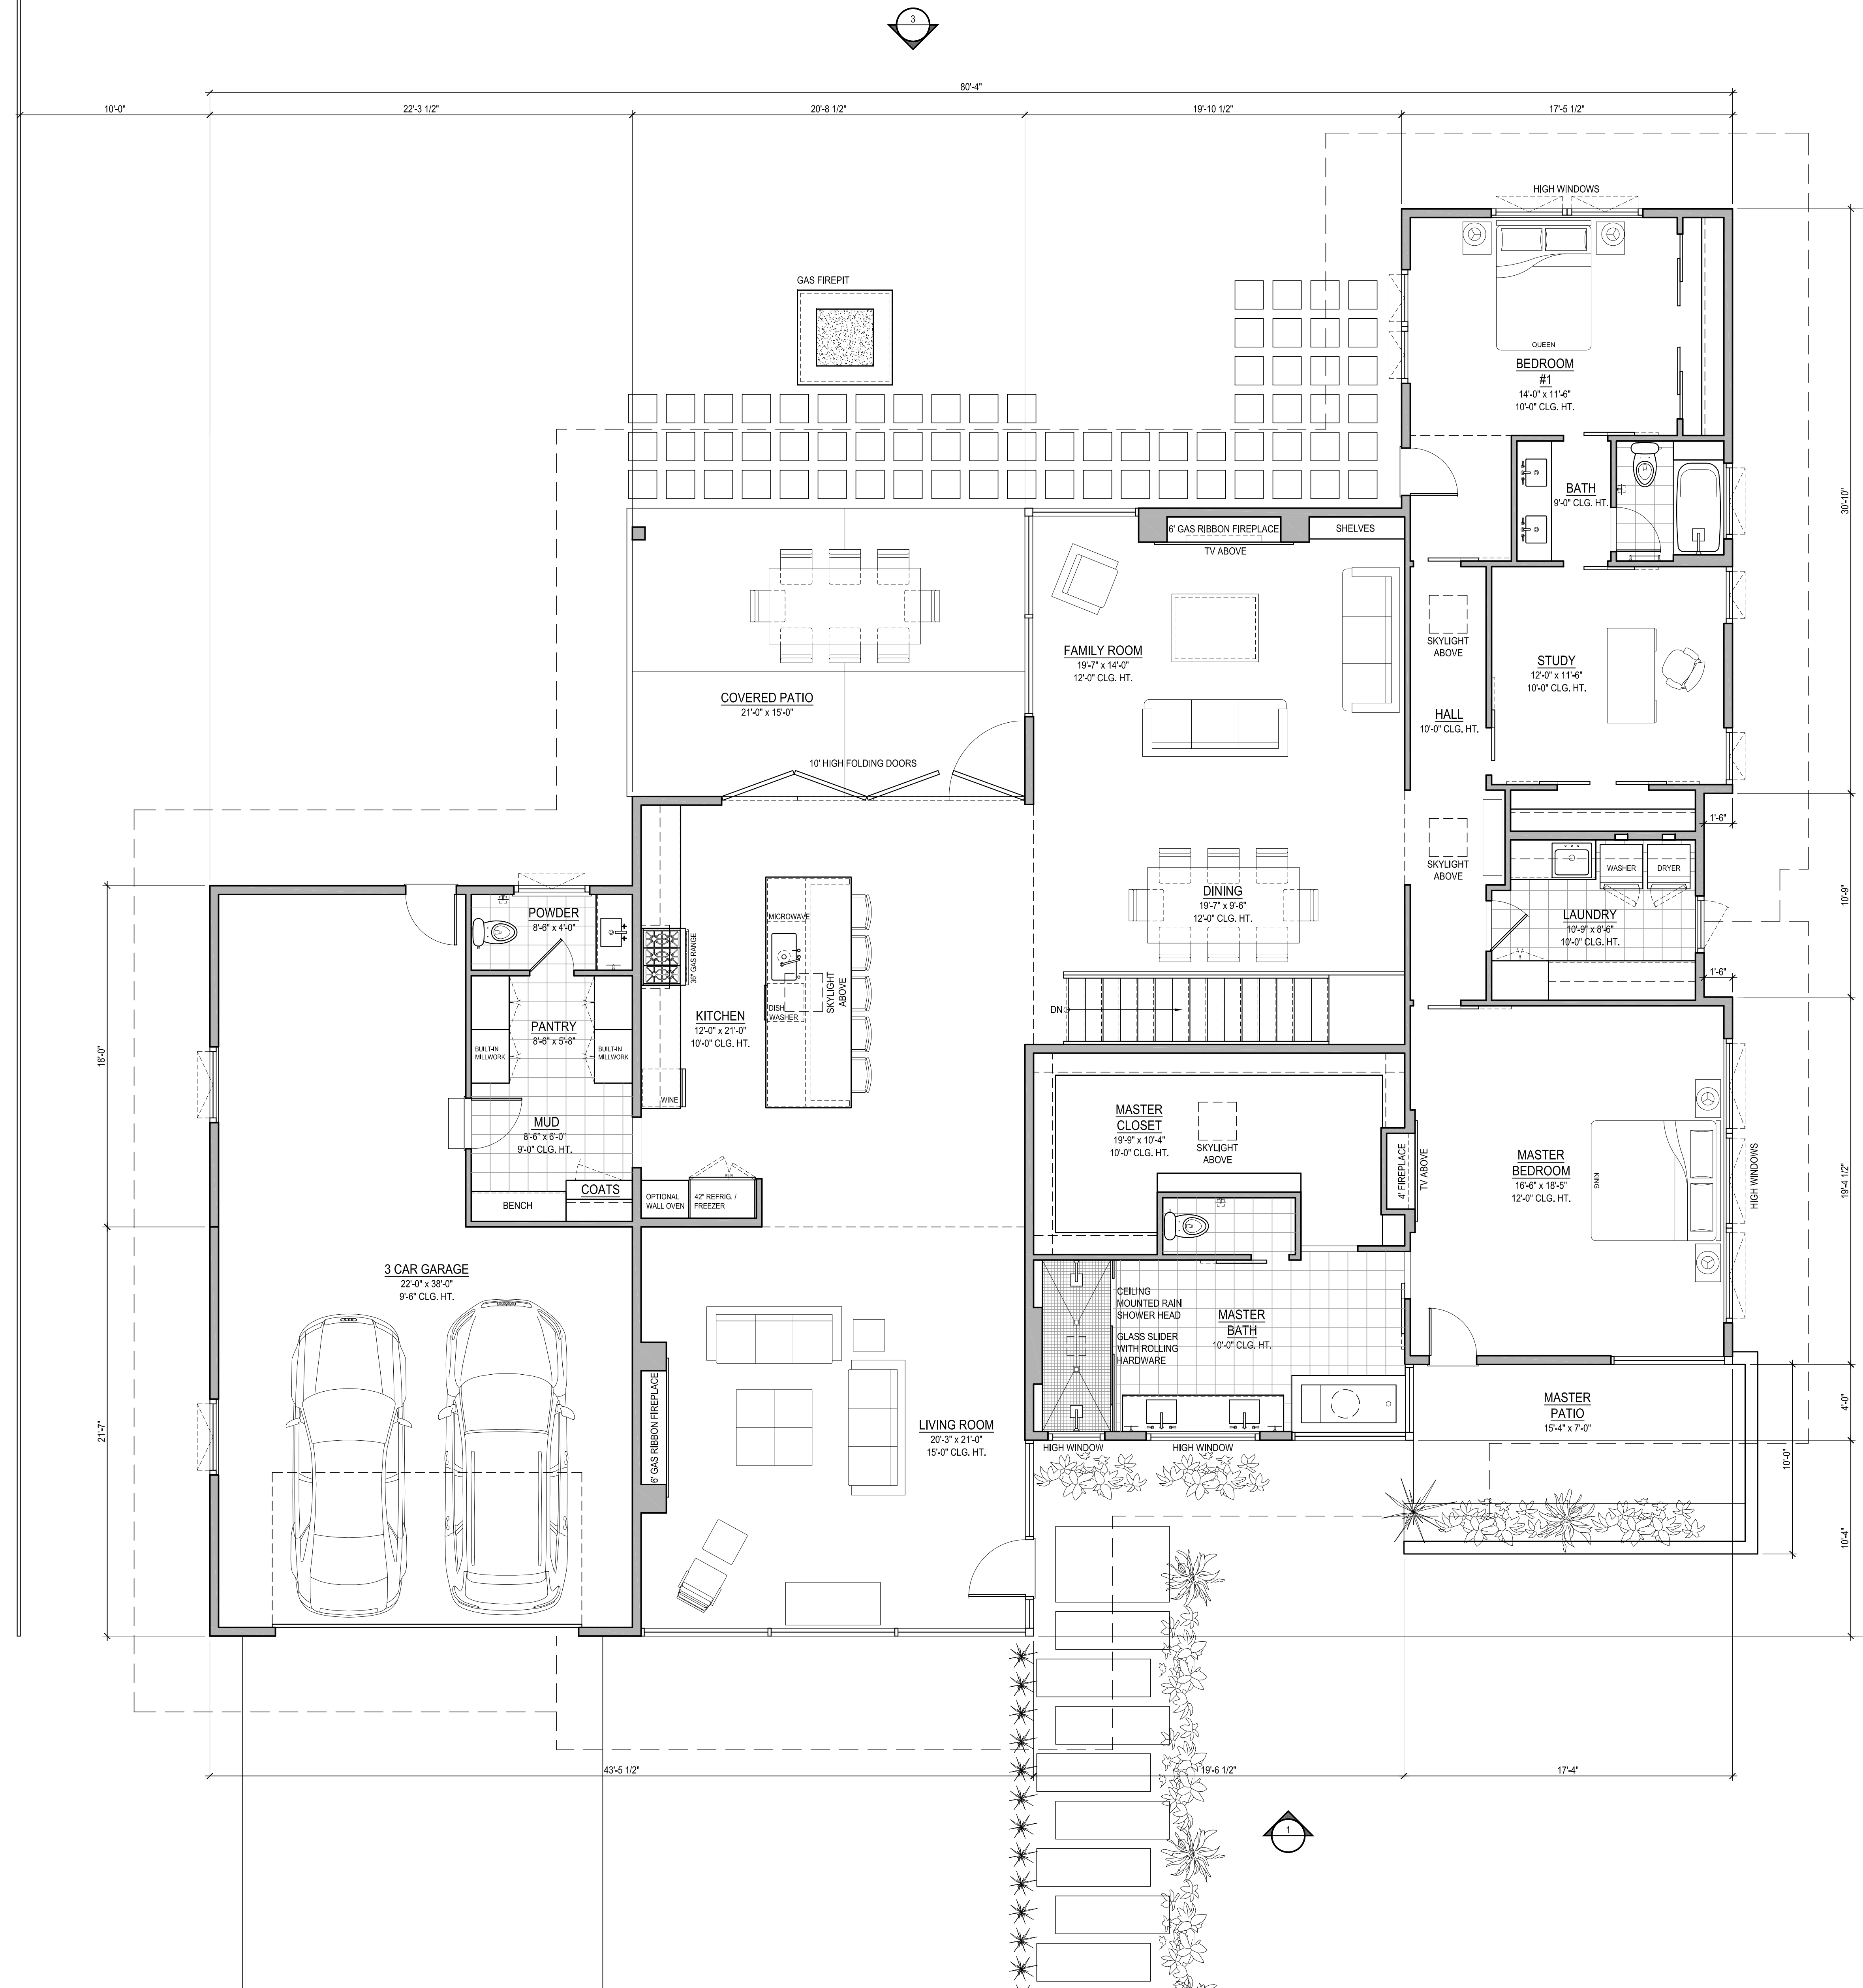 3
80'-4"
10'-0"
22'-3 1/2"
20'-8 1/2"
19'-10 1/2"
17'-5 1/2"
HIGH WINDOWS
GAS FIREPIT
QUEEN
BEDROOM
#1
14'-0" x 11'-6"
10'-0" CLG. HT.
BATH
9'-0" CLG. HT.
30'-10"
6' GAS RIBBON FIREPLACE
SHELVES
TV ABOVE
FAMILY ROOM
19'-7" x 14'-0"
12'-0" CLG. HT.
SKYLIGHT
ABOVE
STUDY
12'-0" x 11'-6"
10'-0" CLG. HT.
COVERED PATIO
21'-0" x 15'-0"
HALL
10'-0" CLG. HT.
10' HIGH FOLDING DOORS
1'-6"
SKYLIGHT
ABOVE
WASHER
DRYER
DINING
19'-7" x 9'-6"
12'-0" CLG. HT.
10'-9"
LAUNDRY
10'-9" x 8'-6"
10'-0" CLG. HT.
1'-6"
POWDER
8'-6" x 4'-0"
MICROWAVE
36" GAS RANGE
SKYLIGHT
ABOVE
DISH
WASHER
KITCHEN
12'-0" x 21'-0"
10'-0" CLG. HT.
WINE
DN
PANTRY
8'-6" x 5'-8"
BUILT-IN
MILLWORK
BUILT-IN
MILLWORK
18'-0"
MUD
8'-6" x 6'-0"
9'-0" CLG. HT.
COATS
BENCH
OPTIONAL
WALL OVEN
42" REFRIG. /
FREEZER
MASTER
CLOSET
19'-9" x 10'-4"
10'-0" CLG. HT.
SKYLIGHT
ABOVE
4' FIREPLACE
TV ABOVE
MASTER
BEDROOM
16'-6" x 18'-5"
12'-0" CLG. HT.
KING
HIGH WINDOWS
19'-4 1/2"
3 CAR GARAGE
22'-0" x 38'-0"
9'-6" CLG. HT.
CEILING
MOUNTED RAIN
SHOWER HEAD
GLASS SLIDER
WITH ROLLING
HARDWARE
MASTER
BATH
10'-0" CLG. HT.
21'-7"
6' GAS RIBBON FIREPLACE
LIVING ROOM
20'-3" x 21'-0"
15'-0" CLG. HT.
HIGH WINDOW
HIGH WINDOW
MASTER
PATIO
15'-4" x 7'-0"
4'-0"
10'-0"
10'-4"
43'-5 1/2"
19'-6 1/2"
17'-4"
1